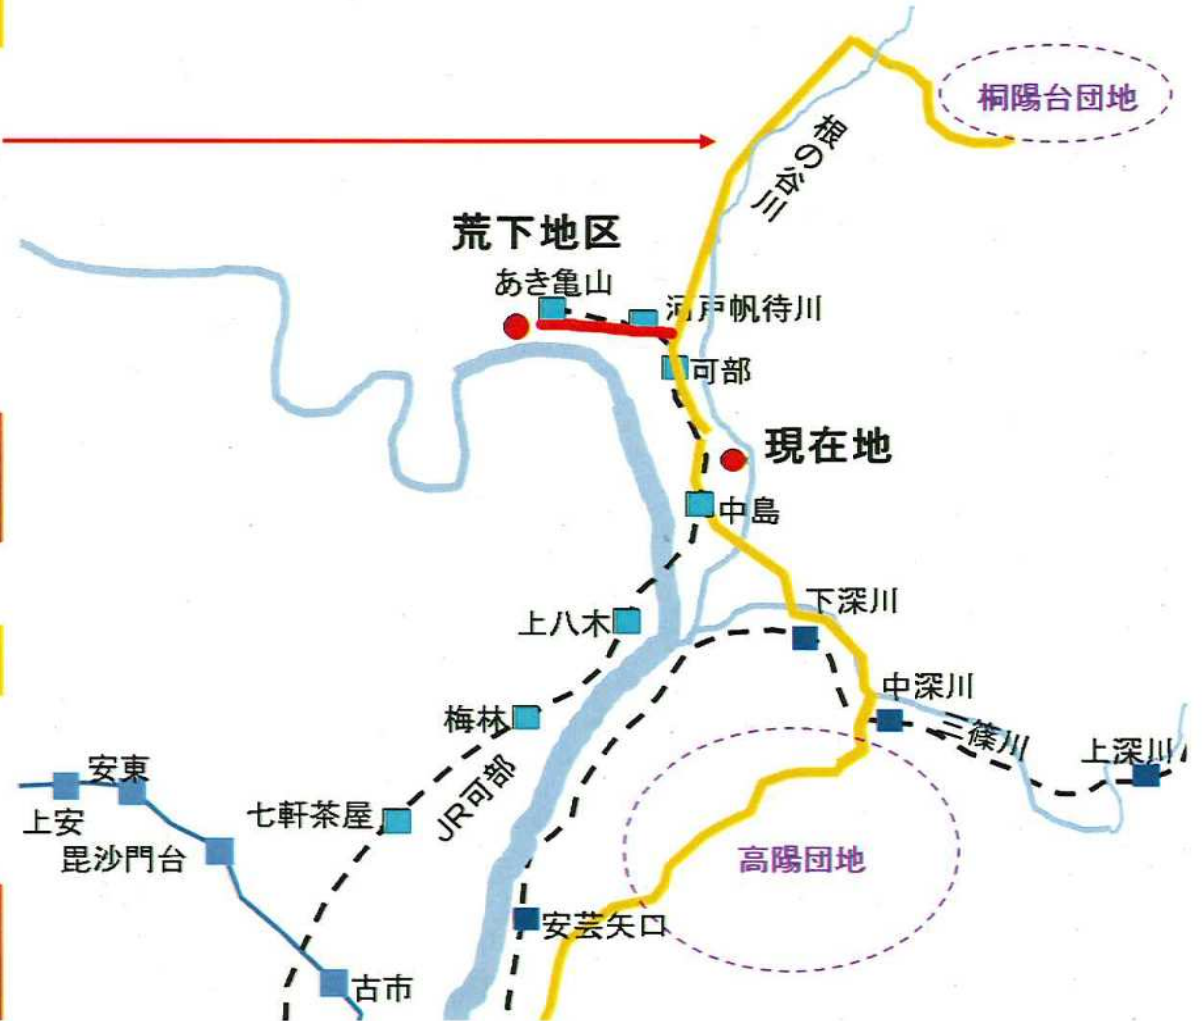 桐陽台団地
根の谷川
荒下地区
あき亀山
河戸帆待川
可部
現在地
中島
下深川
上八木
中深川
梅林
三篠川
上深川
安東
JR可部
上安
七軒茶屋
毘沙門台
高陽団地
安芸矢口
古市